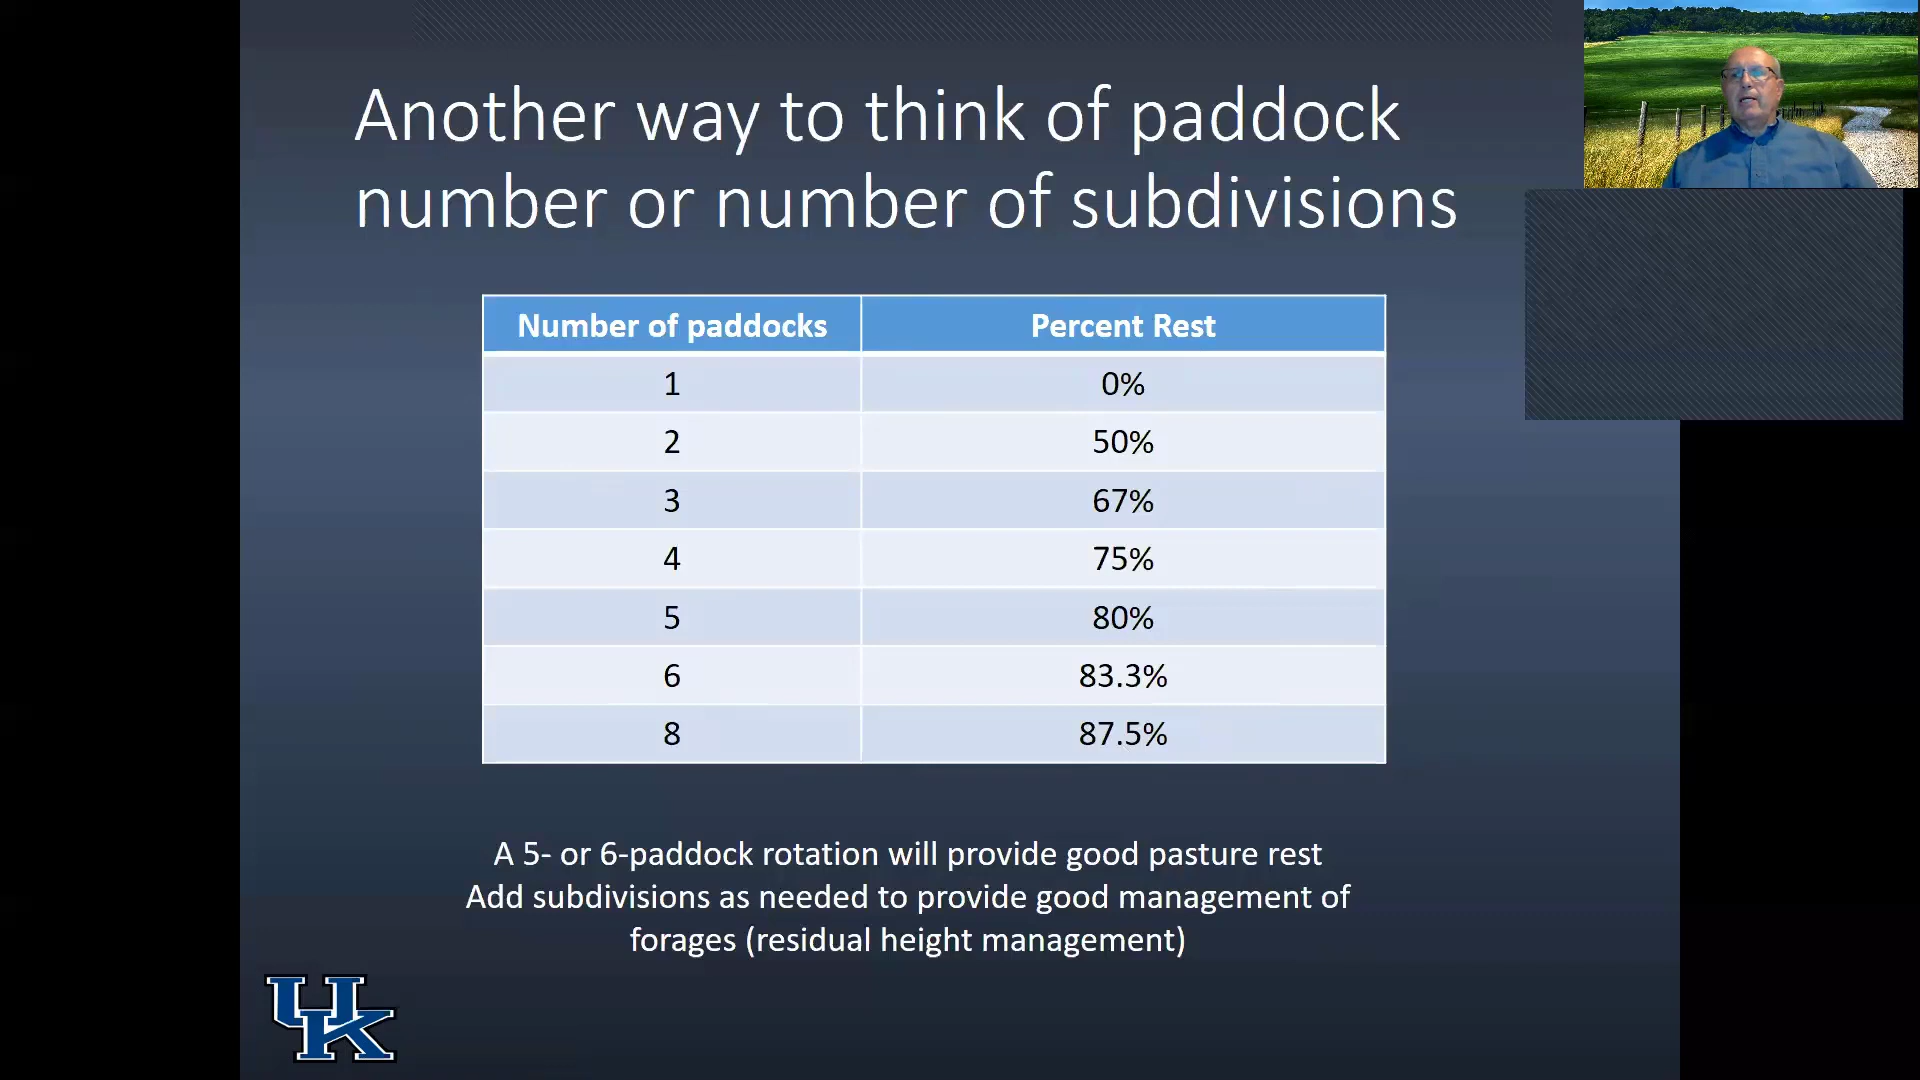 Another way to think of paddock
number or number of subdivisions
Number of paddocks Percent Rest
1 0%
2 50%
3 67%
4 75%
5 80%
6 83.3%
8 87.5%
A 5- or 6-paddock rotation will provide good pasture rest
Add subdivisions as needed to provide good management of
forages (residual height management)
UK